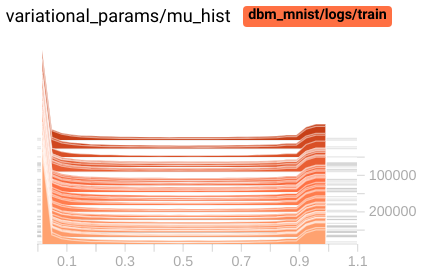 variational_params/mu_hist dbm_mnist/logs/train
100000
200000
0.1 0.3 0.5 0.7 0.9 1.1